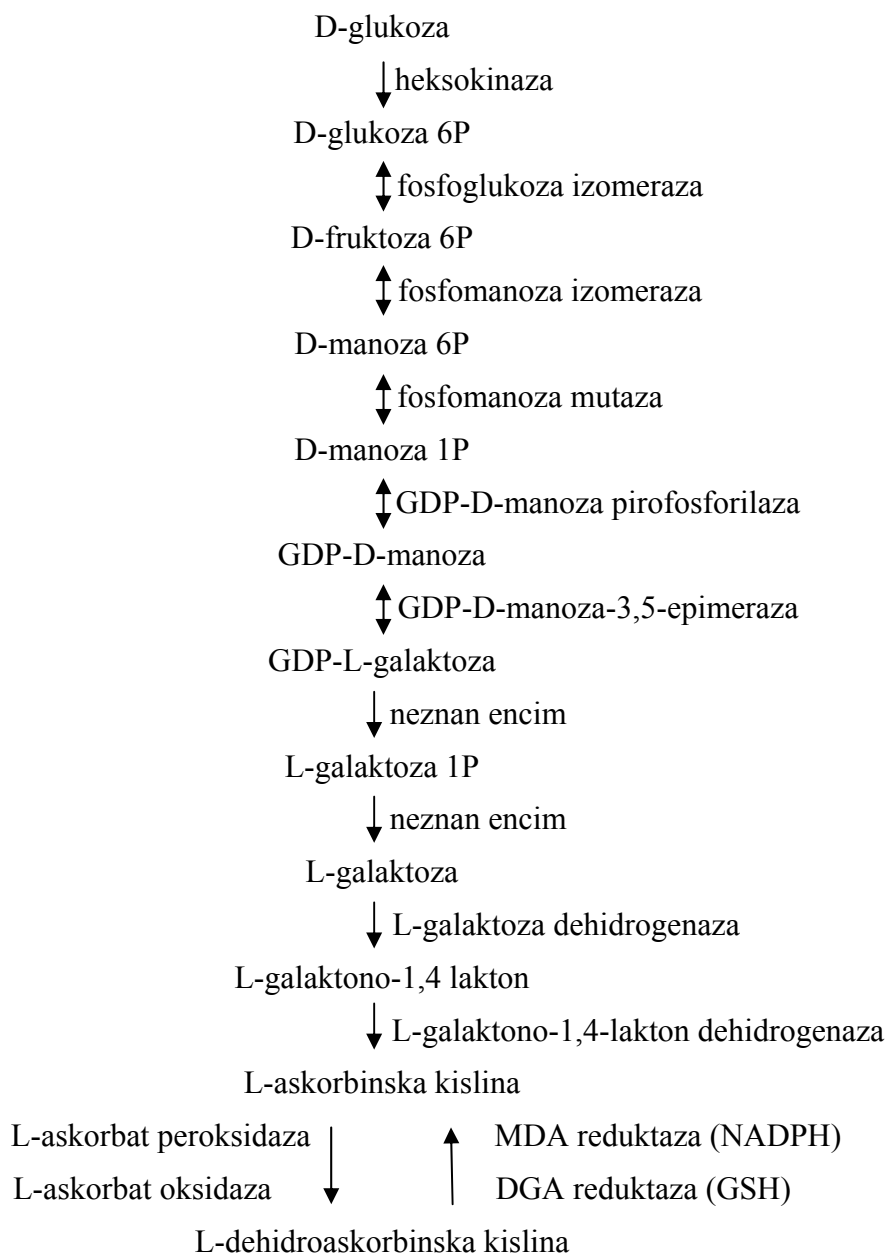 D-glukoza
heksokinaza
D-glukoza 6P
fosfoglukoza izomeraza
D-fruktoza 6P
fosfomanoza izomeraza
D-manoza 6P
fosfomanoza mutaza
D-manoza 1P
GDP-D-manoza pirofosforilaza
GDP-D-manoza
GDP-D-manoza-3,5-epimeraza
GDP-L-galaktoza
neznan encim
L-galaktoza 1P
neznan encim
L-galaktoza
L-galaktoza dehidrogenaza
L-galaktono-1,4 lakton
L-galaktono-1,4-lakton dehidrogenaza
L-askorbinska kislina
L-askorbat peroksidaza MDA reduktaza (NADPH)
L-askorbat oksidaza DGA reduktaza (GSH)
L-dehidroaskorbinska kislina